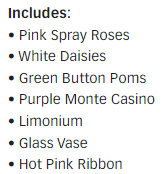 Includes:
• Pink Spray Roses
• White Daisies
• Green Button Poms
• Purple Monte Casino
• Limonium
• Glass Vase
• Hot Pink Ribbon